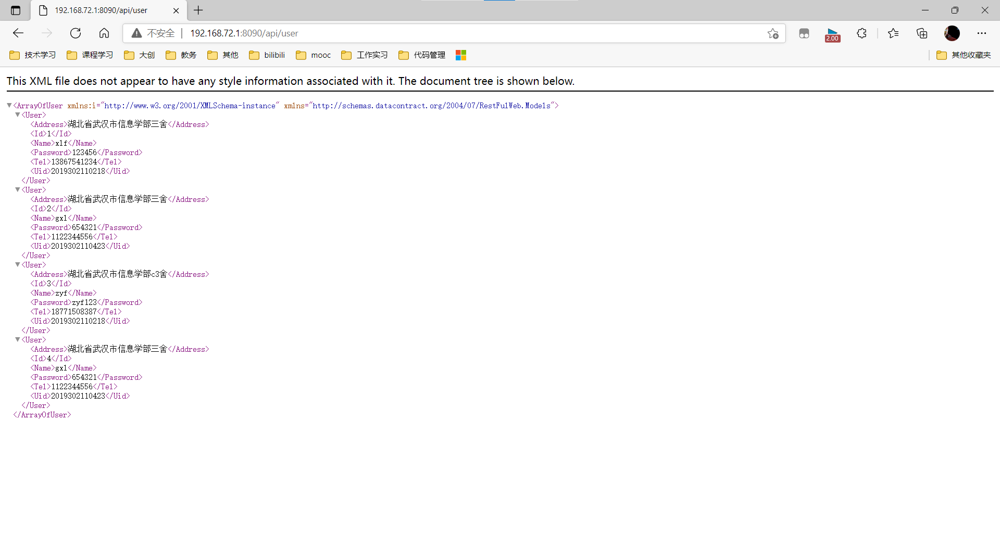 192.168.72.1:8090/api/user
不安全 192.168.72.1:8090/api/user
2.00
技术学习 课程学习 大创 教务 其他 bilibili mooc 工作实习 代码管理 其他收藏夹
This XML file does not appear to have any style information associated with it. The document tree is shown below.
<ArrayOfUser xmlns:i="http://www.w3.org/2001/XMLSchema-instance" xmlns="http://schemas.datacontract.org/2004/07/RestFulWeb.Models">
<User>
<Address>湖北省武汉市信息学部三舍</Address>
<Id>1</Id>
<Name>xlf</Name>
<Password>123456</Password>
<Tel>13867541234</Tel>
<Uid>2019302110218</Uid>
</User>
<User>
<Address>湖北省武汉市信息学部三舍</Address>
<Id>2</Id>
<Name>gxl</Name>
<Password>654321</Password>
<Tel>1122344556</Tel>
<Uid>2019302110423</Uid>
</User>
<User>
<Address>湖北省武汉市信息学部c3舍</Address>
<Id>3</Id>
<Name>zyf</Name>
<Password>zyf123</Password>
<Tel>18771508387</Tel>
<Uid>2019302110218</Uid>
</User>
<User>
<Address>湖北省武汉市信息学部三舍</Address>
<Id>4</Id>
<Name>gxl</Name>
<Password>654321</Password>
<Tel>1122344556</Tel>
<Uid>2019302110423</Uid>
</User>
</ArrayOfUser>